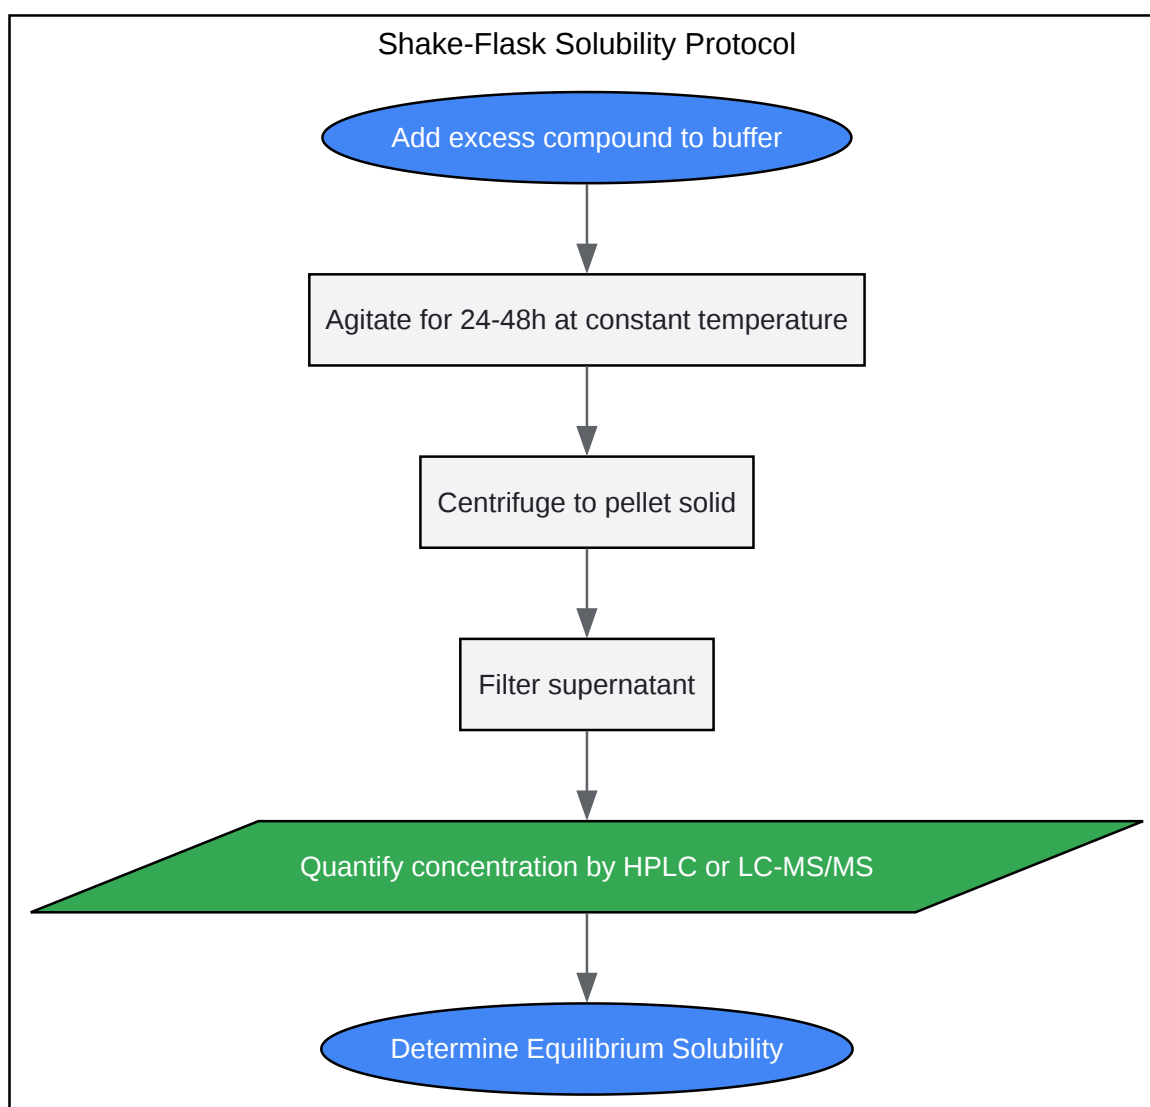 Shake-Flask Solubility Protocol
Add excess compound to buffer
Agitate for 24-48h at constant temperature
Centrifuge to pellet solid
Filter supernatant
Quantify concentration by HPLC or LC-MS/MS
Determine Equilibrium Solubility